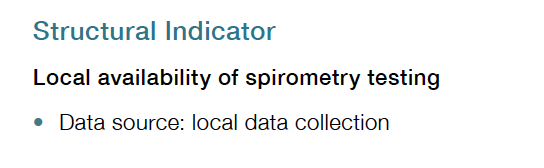 Structural Indicator
Local availability of spirometry testing
• Data source: local data collection